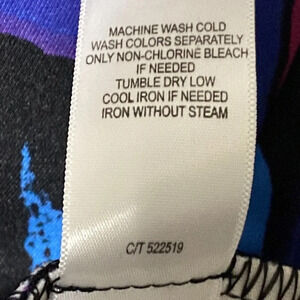 MACHINE WASH COLD
WASH COLORS SEPARATELY
ONLY NON-CHLORINE BLEACH
IF NEEDED
TUMBLE DRY LOW
COOL IRON IF NEEDED
IRON WITHOUT STEAM
C/T 522519